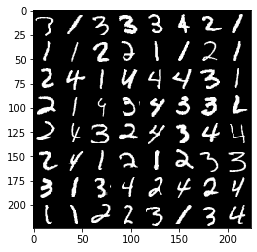 0
3 1 3 3 3 4 2 1
25
1 1 2 2 1 1 2 1
50
75 2 4 1 4 4 4 3 1
100 2 1 4 3 4 3 3 2
125 2 4 3 2 4 3 4 4
150 2 4 1 2 1 2 3 3
175 3 1 3 4 2 4 2 4
200 1 1 2 2 3 1 3 4
0 50 100 150 200